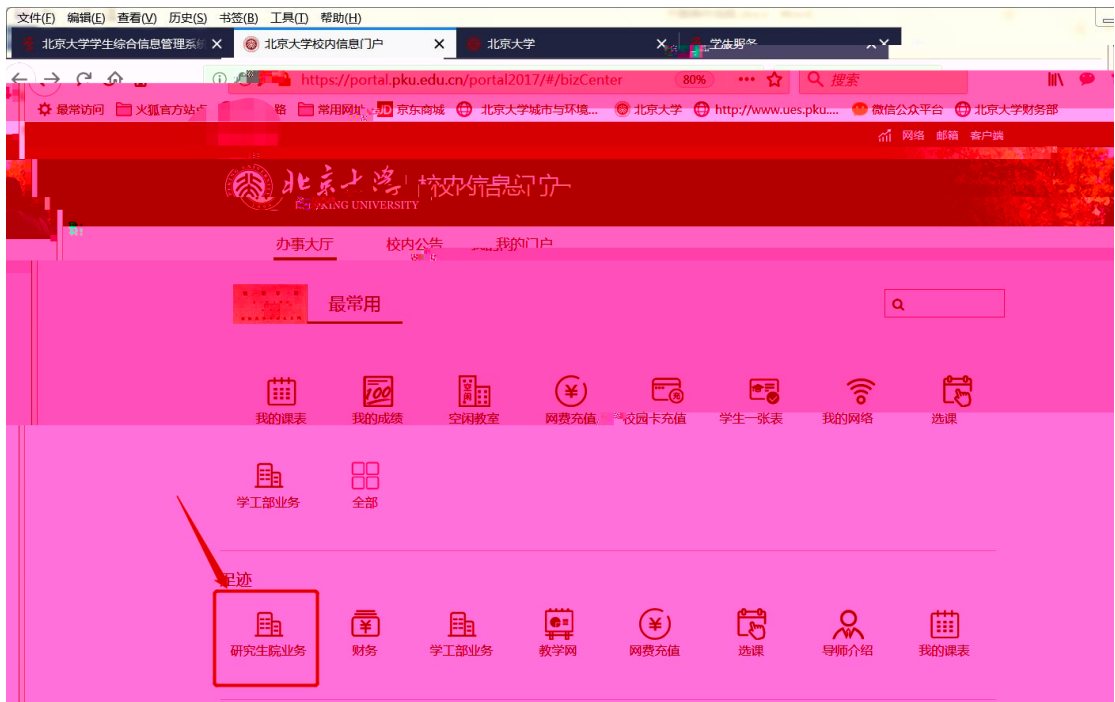 文件(F) 编辑(E) 查看(V) 历史(S) 书签(B) 工具(T) 帮助(H)
北京大学学生综合信息管理系统 北京大学校内信息门户 北京大学 学生服务
https://portal.pku.edu.cn/portal2017/#/bizCenter 80% 搜索
最常访问 火狐官方站点 常用网址 JD 京东商城 北京大学城市与环境... 北京大学 http://www.ues.pku.... 微信公众平台 北京大学财务部
网络 邮箱 客户端
北京大学 校内信息门户
PEKING UNIVERSITY
办事大厅 校内公告 我的门户
最常用
我的课表 我的成绩 空闲教室 网费充值 校园卡充值 学生一张表 我的网络 选课
学工部业务 全部
足迹
研究生院业务 财务 学工部业务 教学网 网费充值 选课 导师介绍 我的课表